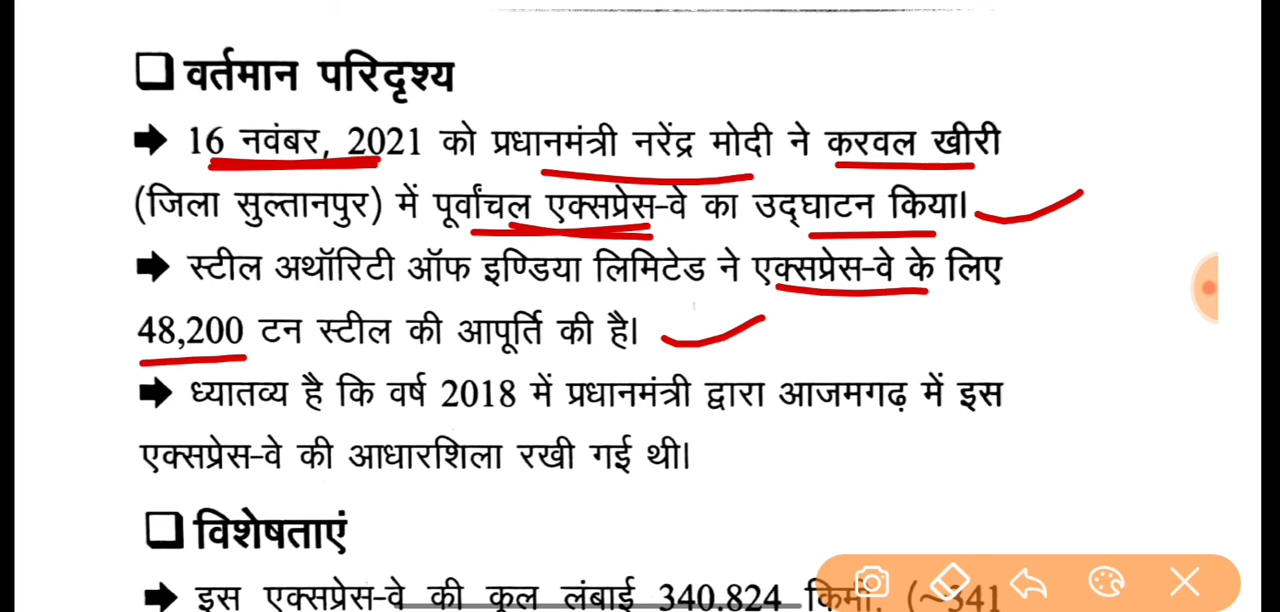 वर्तमान परिदृश्य
16 नवंबर, 2021 को प्रधानमंत्री नरेंद्र मोदी ने करवल खीरी
(जिला सुल्तानपुर) में पूर्वांचल एक्सप्रेस-वे का उद्घाटन किया।
स्टील अथॉरिटी ऑफ इण्डिया लिमिटेड ने एक्सप्रेस-वे के लिए
48,200 टन स्टील की आपूर्ति की है।
ध्यातव्य है कि वर्ष 2018 में प्रधानमंत्री द्वारा आजमगढ़ में इस
एक्सप्रेस-वे की आधारशिला रखी गई थी।
विशेषताएं
इस एक्सप्रेस-वे की कुल लंबाई 340.824 किमी. (~341